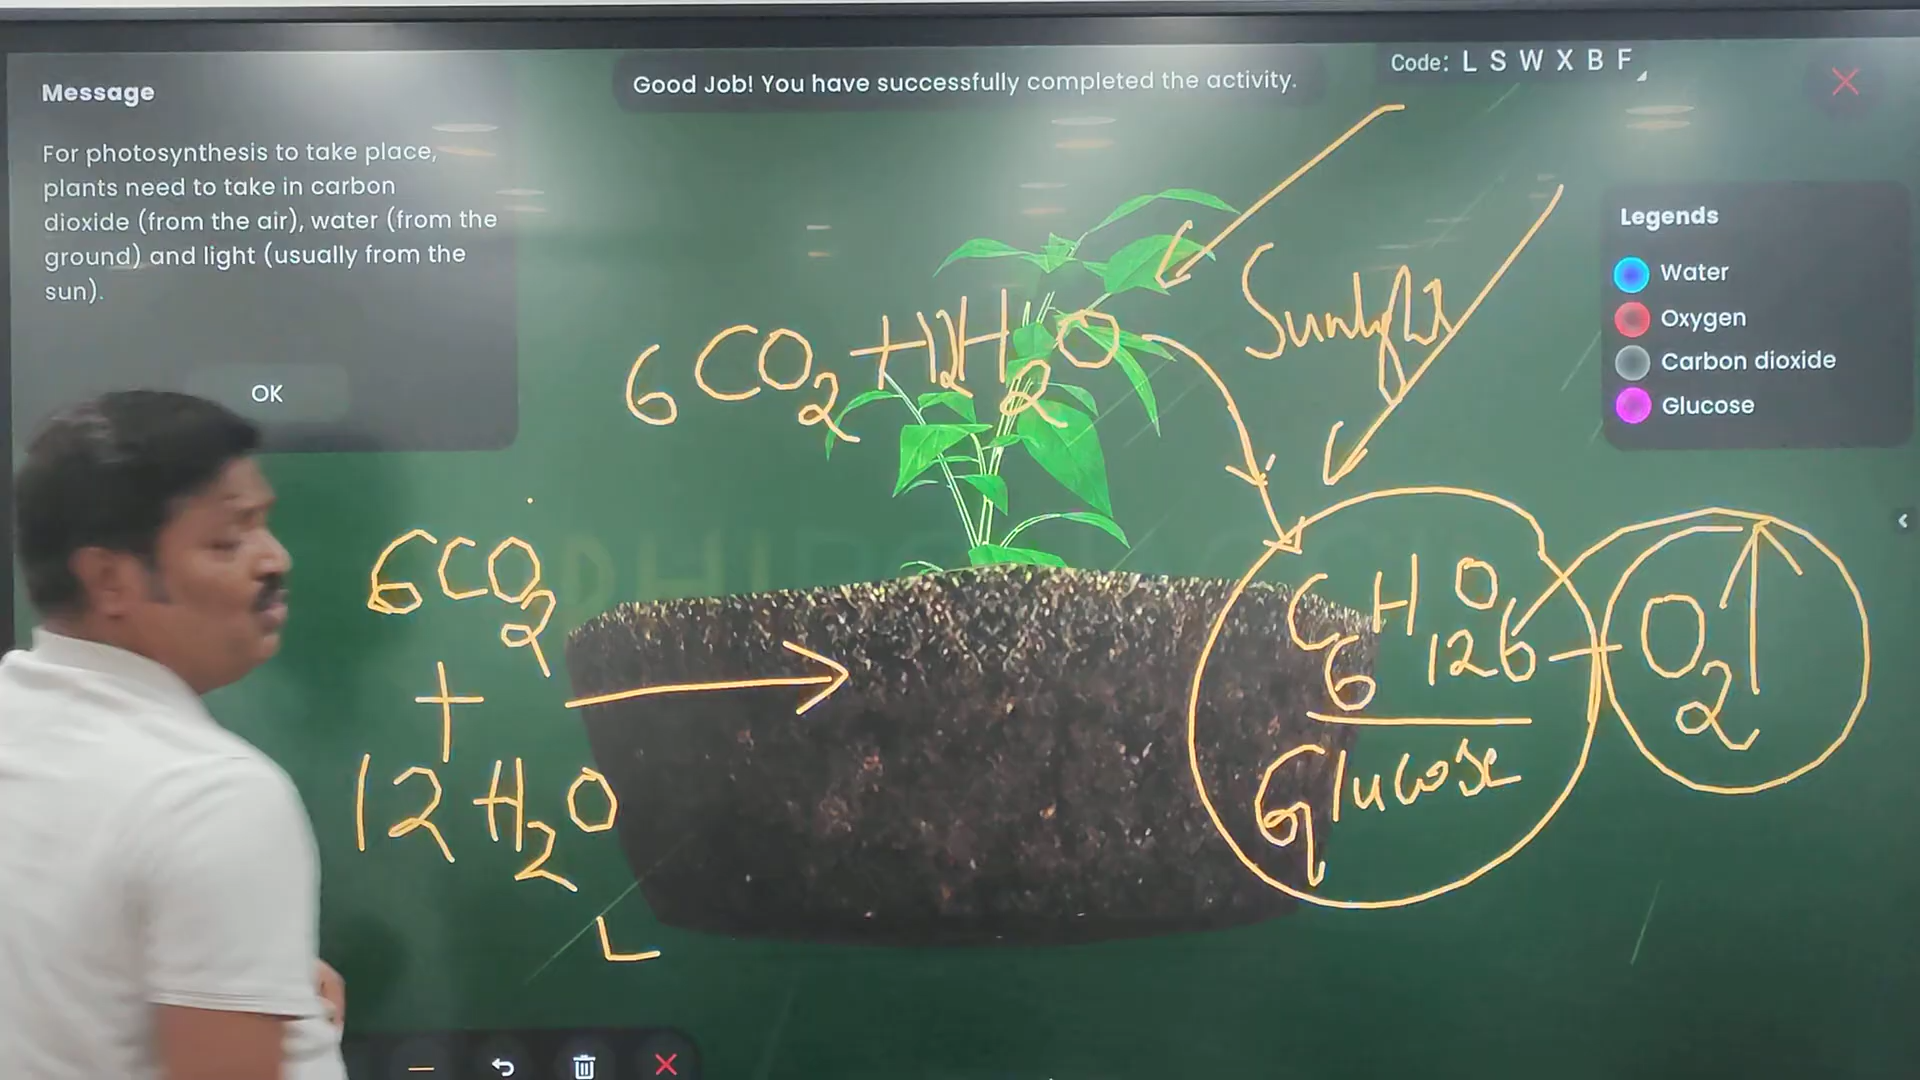 Message
For photosynthesis to take place,
plants need to take in carbon
dioxide (from the air), water (from the
ground) and light (usually from the
sun).
OK
Good Job! You have successfully completed the activity.
Code: L S W X B F
Legends
Water
Oxygen
Carbon dioxide
Glucose
6CO2+12H2O
Sunlight
6CO2
+
12H2O
L
C6H12O6 + O2
Glucose